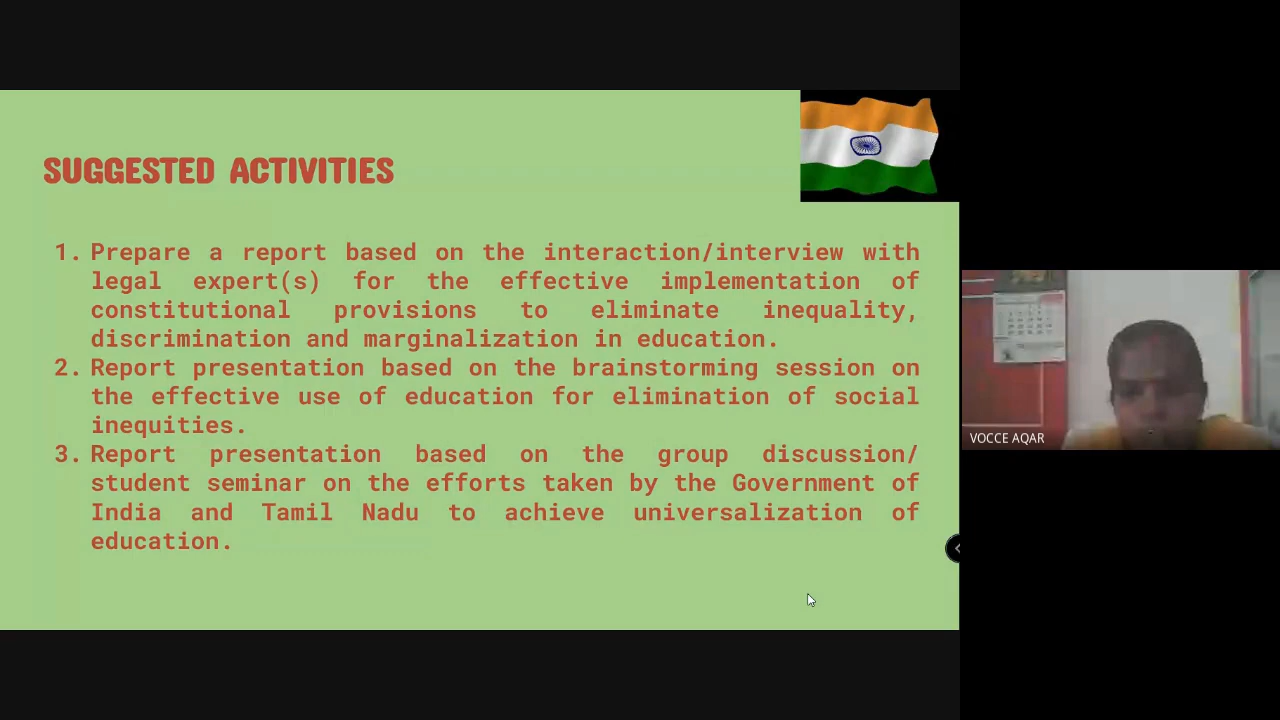 SUGGESTED ACTIVITIES
1. Prepare a report based on the interaction/interview with
legal expert(s) for the effective implementation of
constitutional provisions to eliminate inequality,
discrimination and marginalization in education.
2. Report presentation based on the brainstorming session on
the effective use of education for elimination of social
inequities.
3. Report presentation based on the group discussion/
student seminar on the efforts taken by the Government of
India and Tamil Nadu to achieve universalization of
education.
VOCCE AQAR